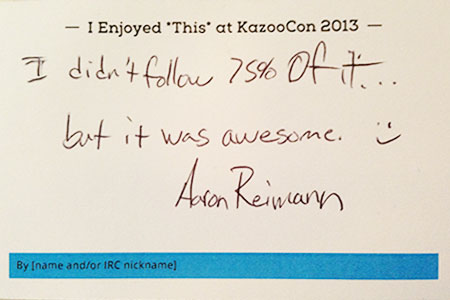 — I Enjoyed *This* at KazooCon 2013 —
I didn't follow 75% of it...
but it was awesome. :)
Aaron Reimann
By [name and/or IRC nickname]